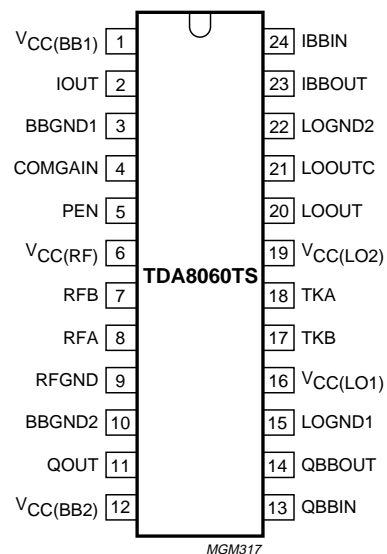 VCC(BB1) 1 24 IBBIN
IOUT 2 23 IBBOUT
BBGND1 3 22 LOGND2
COMGAIN 4 21 LOOUTC
PEN 5 20 LOOUT
VCC(RF) 6 19 VCC(LO2)
TDA8060TS
RFB 7 18 TKA
RFA 8 17 TKB
RFGND 9 16 VCC(LO1)
BBGND2 10 15 LOGND1
QOUT 11 14 QBBOUT
VCC(BB2) 12 13 QBBIN
MGM317